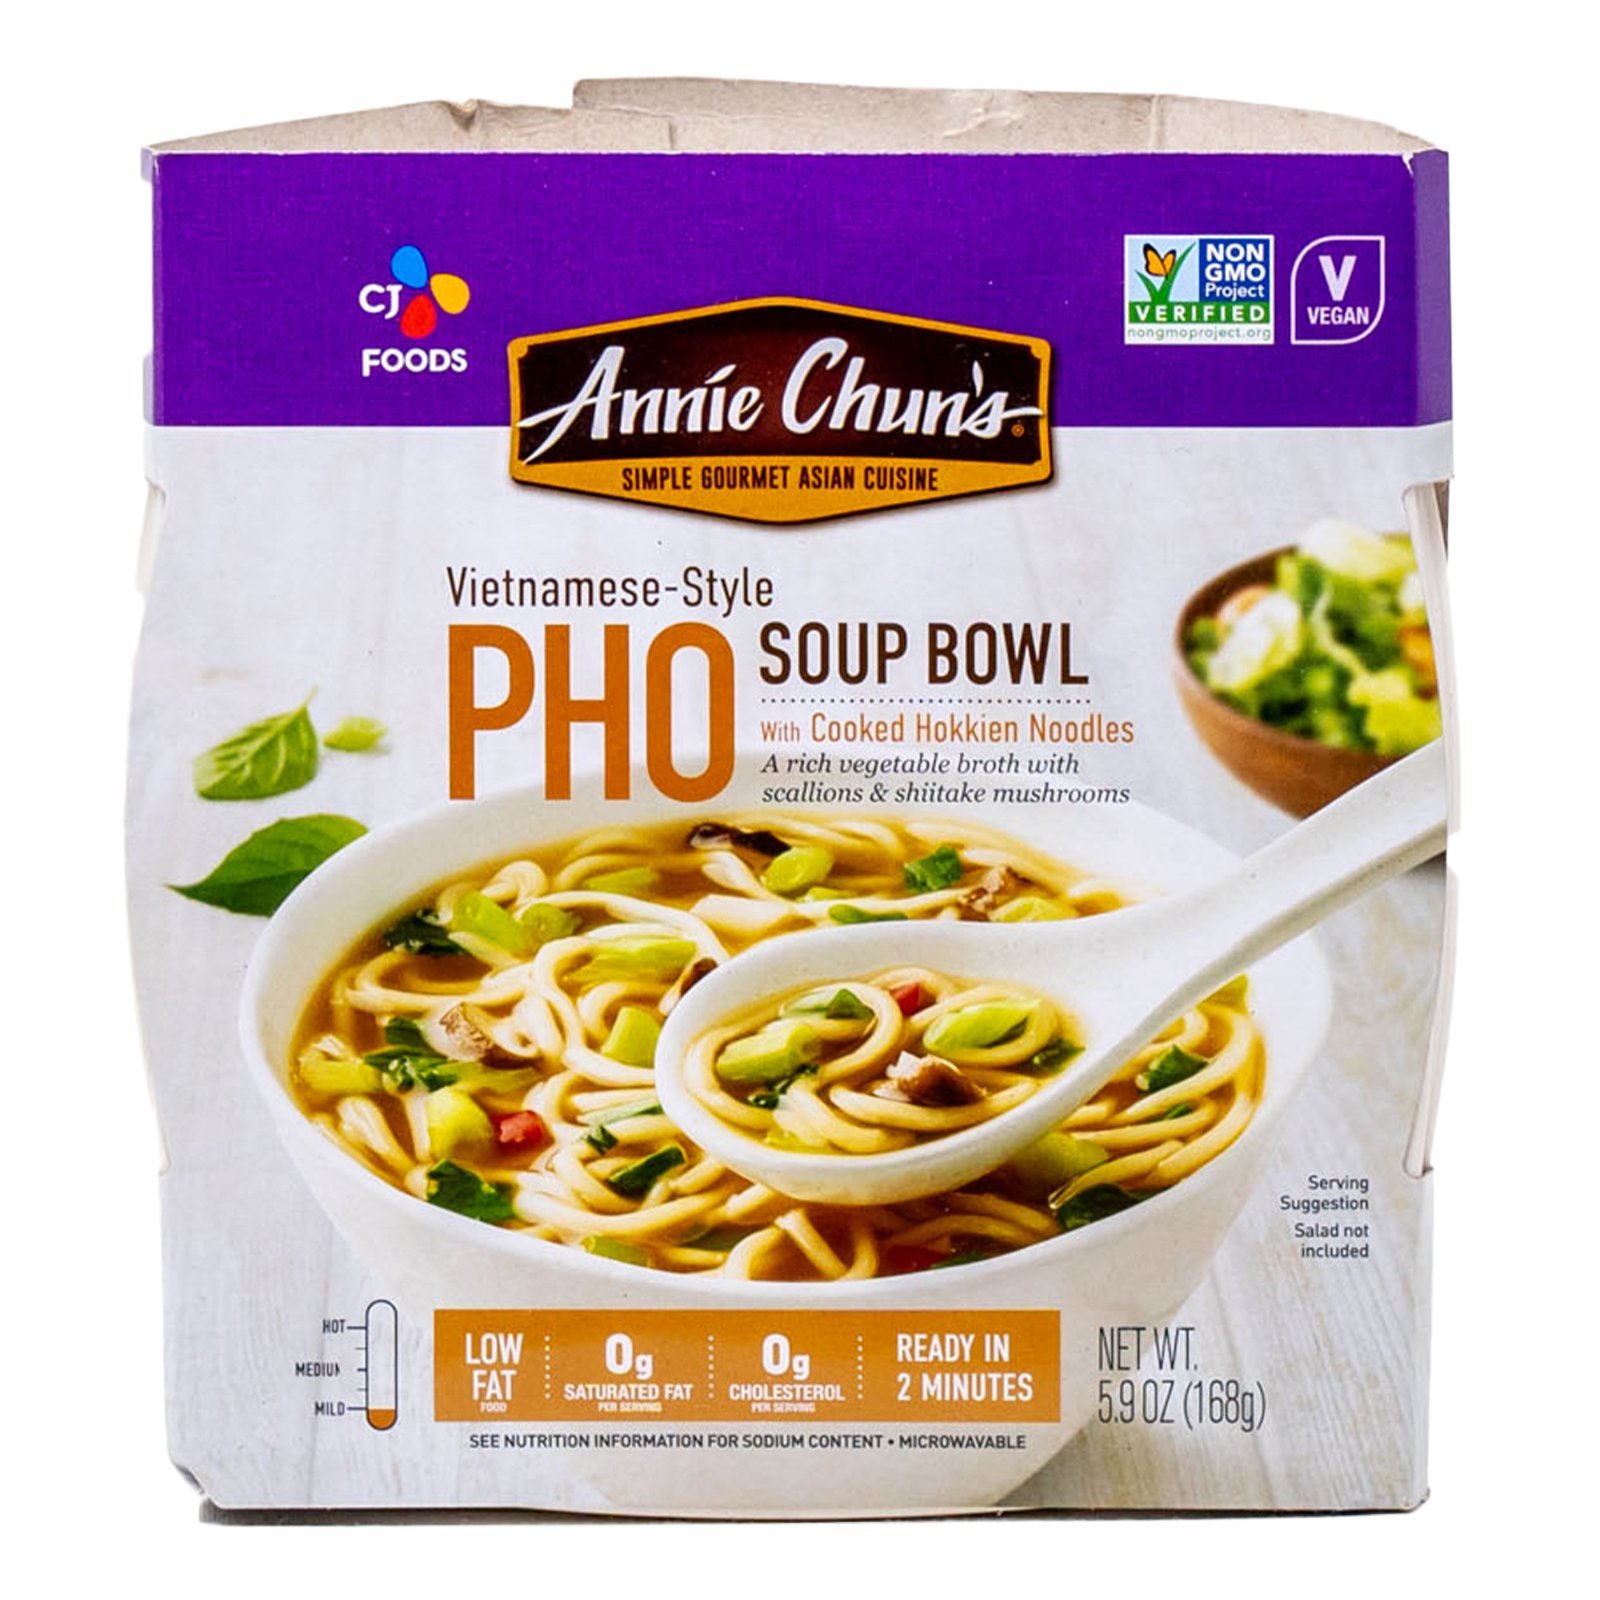 CJ
FOODS
NON
GMO
Project
VERIFIED
nongmoproject.org
V
VEGAN
Annie Chun's®
SIMPLE GOURMET ASIAN CUISINE
Vietnamese-Style
PHO SOUP BOWL
With Cooked Hokkien Noodles
A rich vegetable broth with
scallions & shiitake mushrooms
Serving
Suggestion
Salad not
included
HOT
MEDIUM
MILD
LOW
FAT
FOOD
0g
SATURATED FAT
PER SERVING
0g
CHOLESTEROL
PER SERVING
READY IN
2 MINUTES
NET WT.
5.9 OZ (168g)
SEE NUTRITION INFORMATION FOR SODIUM CONTENT • MICROWAVABLE